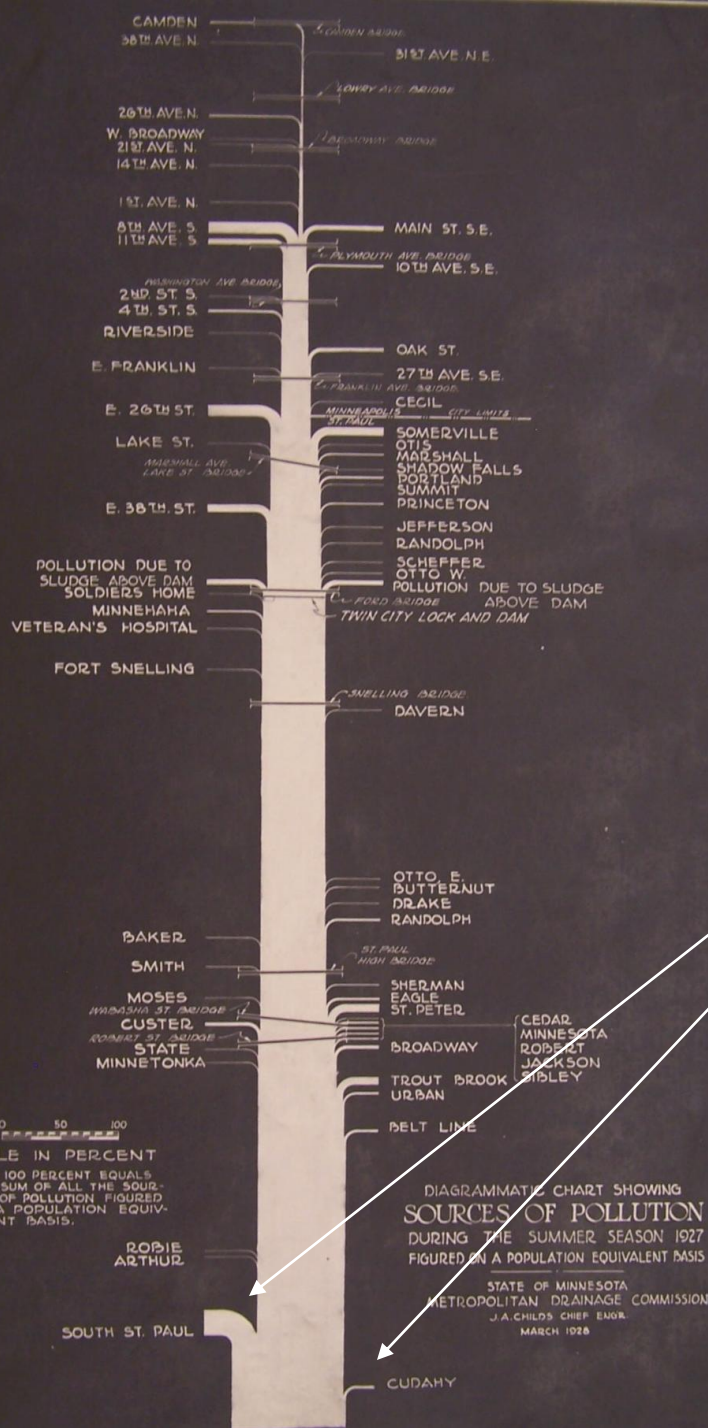 CAMDEN
CAMDEN BRIDGE
38TH. AVE. N.
31ST. AVE. N.E.
LOWRY AVE. BRIDGE
26TH. AVE. N.
W. BROADWAY
BROADWAY BRIDGE
21ST. AVE. N.
14TH. AVE. N.
1ST. AVE. N.
8TH. AVE. S.
MAIN ST. S.E.
11TH AVE. S
PLYMOUTH AVE. BRIDGE
10TH AVE. S.E.
WASHINGTON AVE BRIDGE
2ND. ST. S.
4TH. ST. S.
RIVERSIDE
OAK ST.
E. FRANKLIN
27TH AVE. S.E.
FRANKLIN AVE. BRIDGE
CECIL
E. 26TH ST.
MINNEAPOLIS CITY LIMITS
ST. PAUL
SOMERVILLE
LAKE ST.
OTIS
MARSHALL
MARSHALL AVE.
LAKE ST. BRIDGE
SHADOW FALLS
PORTLAND
SUMMIT
PRINCETON
E. 38TH. ST.
JEFFERSON
RANDOLPH
SCHEFFER
OTTO W.
POLLUTION DUE TO
SLUDGE ABOVE DAM
POLLUTION DUE TO SLUDGE
ABOVE DAM
SOLDIERS HOME
FORD BRIDGE
MINNEHAHA
TWIN CITY LOCK AND DAM
VETERAN'S HOSPITAL
FORT SNELLING
SNELLING BRIDGE
DAVERN
OTTO, E.
BUTTERNUT
DRAKE
RANDOLPH
BAKER
ST. PAUL
HIGH BRIDGE
SMITH
SHERMAN
MOSES
EAGLE
WABASHA ST. BRIDGE
ST. PETER
CUSTER
CEDAR
MINNESOTA
ROBERT
JACKSON
SIBLEY
ROBERT ST. BRIDGE
STATE
BROADWAY
MINNETONKA
TROUT BROOK
URBAN
BELT LINE
0 50 100
LE IN PERCENT
100 PERCENT EQUALS
SUM OF ALL THE SOUR-
OF POLLUTION FIGURED
A POPULATION EQUIV-
NT BASIS.
DIAGRAMMATIC CHART SHOWING
SOURCES OF POLLUTION
DURING THE SUMMER SEASON 1927
FIGURED ON A POPULATION EQUIVALENT BASIS
STATE OF MINNESOTA
METROPOLITAN DRAINAGE COMMISSION
J.A. CHILDS CHIEF ENGR.
MARCH 1928
ROBIE
ARTHUR
SOUTH ST. PAUL
CUDAHY